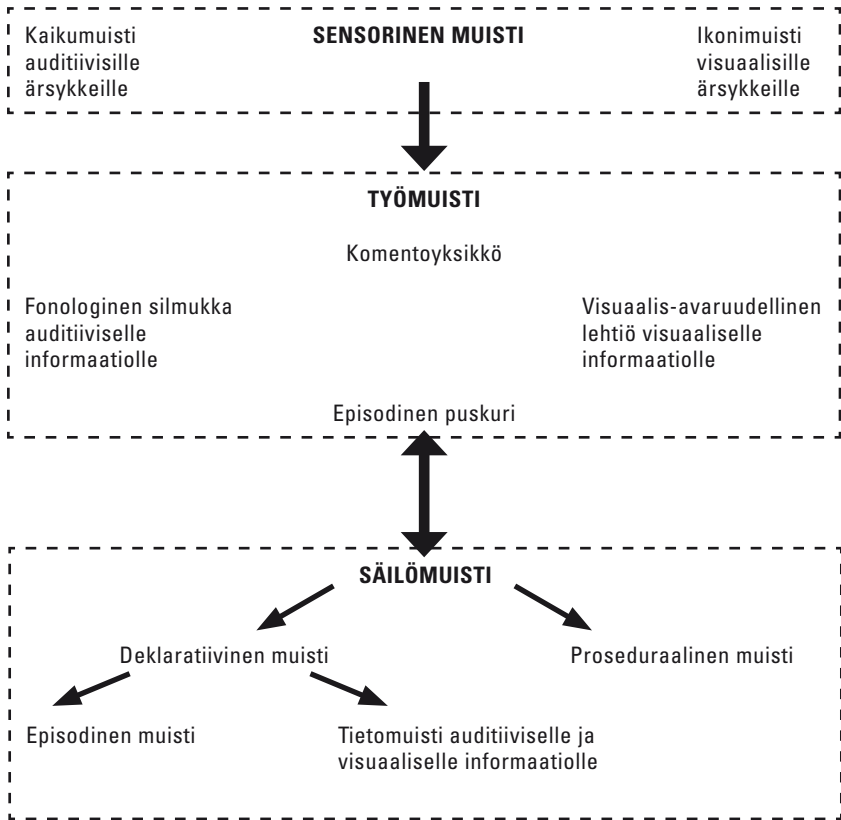 SENSORINEN MUISTI
Kaikumuisti
auditiivisille
ärsykkeille
Ikonimuisti
visuaalisille
ärsykkeille
TYÖMUISTI
Komentoyksikkö
Fonologinen silmukka
auditiiviselle
informaatiolle
Visuaalis-avaruudellinen
lehtiö visuaaliselle
informaatiolle
Episodinen puskuri
SÄILÖMUISTI
Deklaratiivinen muisti
Proseduraalinen muisti
Episodinen muisti
Tietomuisti auditiiviselle ja
visuaaliselle informaatiolle